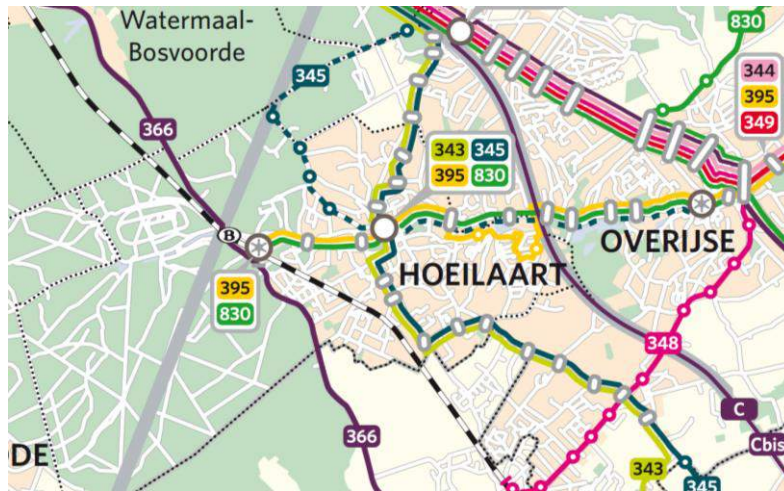 Watermaal-
Bosvoorde
830
345
344
395
349
366
343 345
395 830
B
OVERIJSE
HOEILAART
395
830
348
C
366
Cbis
DE
343
345